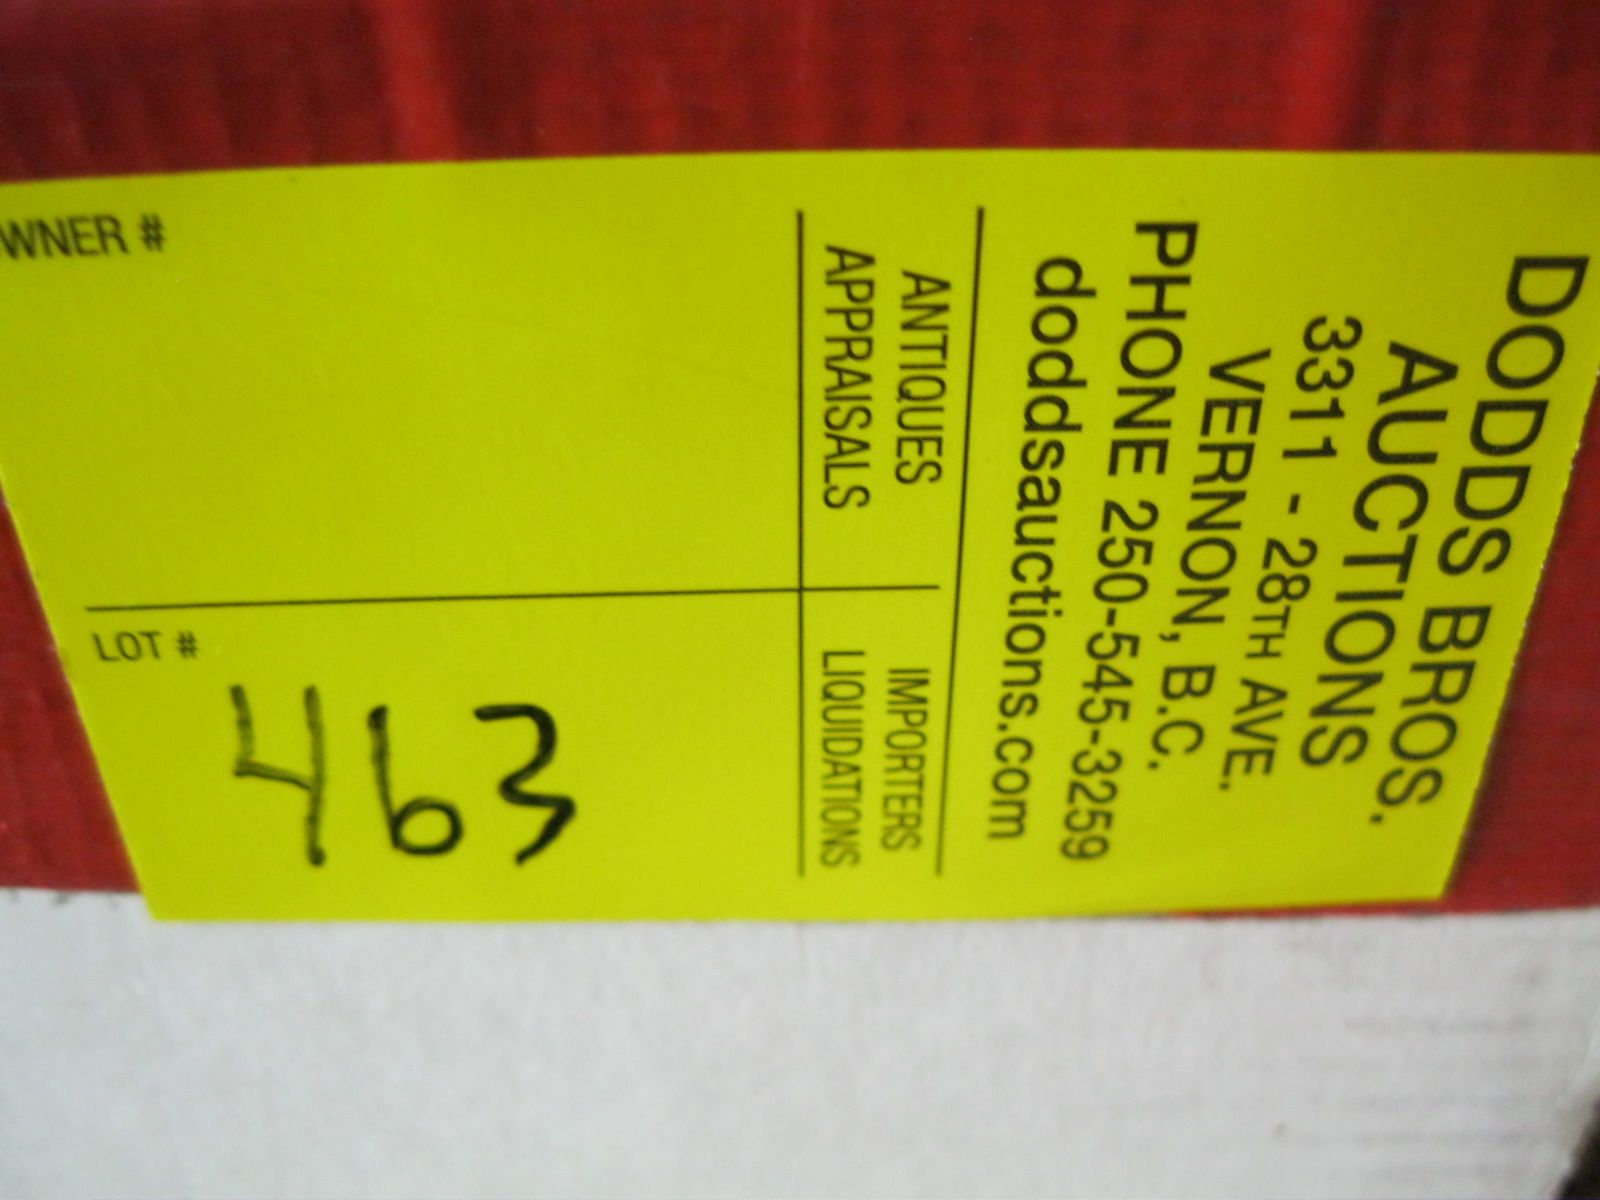 DODDS BROS.
AUCTIONS
3311 - 28TH AVE.
VERNON, B.C.
PHONE 250-545-3259
doddsauctions.com
ANTIQUES
APPRAISALS
IMPORTERS
LIQUIDATIONS
WNER #
LOT #
463